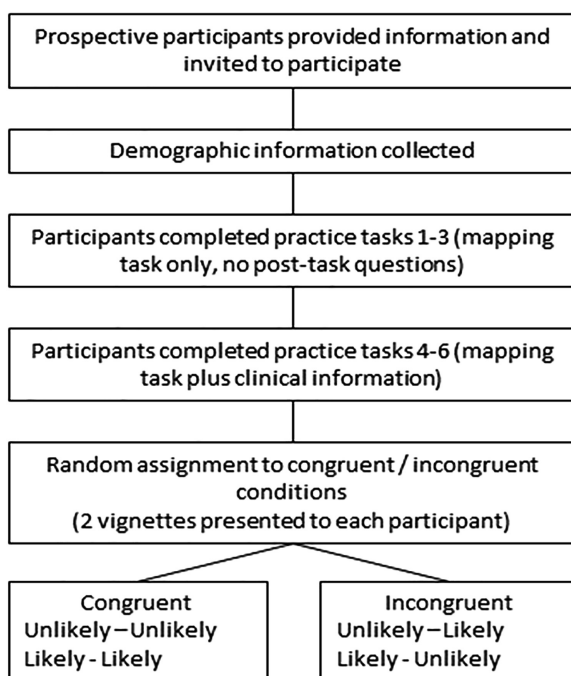 Prospective participants provided information and
invited to participate
Demographic information collected
Participants completed practice tasks 1-3 (mapping
task only, no post-task questions)
Participants completed practice tasks 4-6 (mapping
task plus clinical information)
Random assignment to congruent / incongruent
conditions
(2 vignettes presented to each participant)
Congruent
Unlikely – Unlikely
Likely - Likely
Incongruent
Unlikely – Likely
Likely - Unlikely